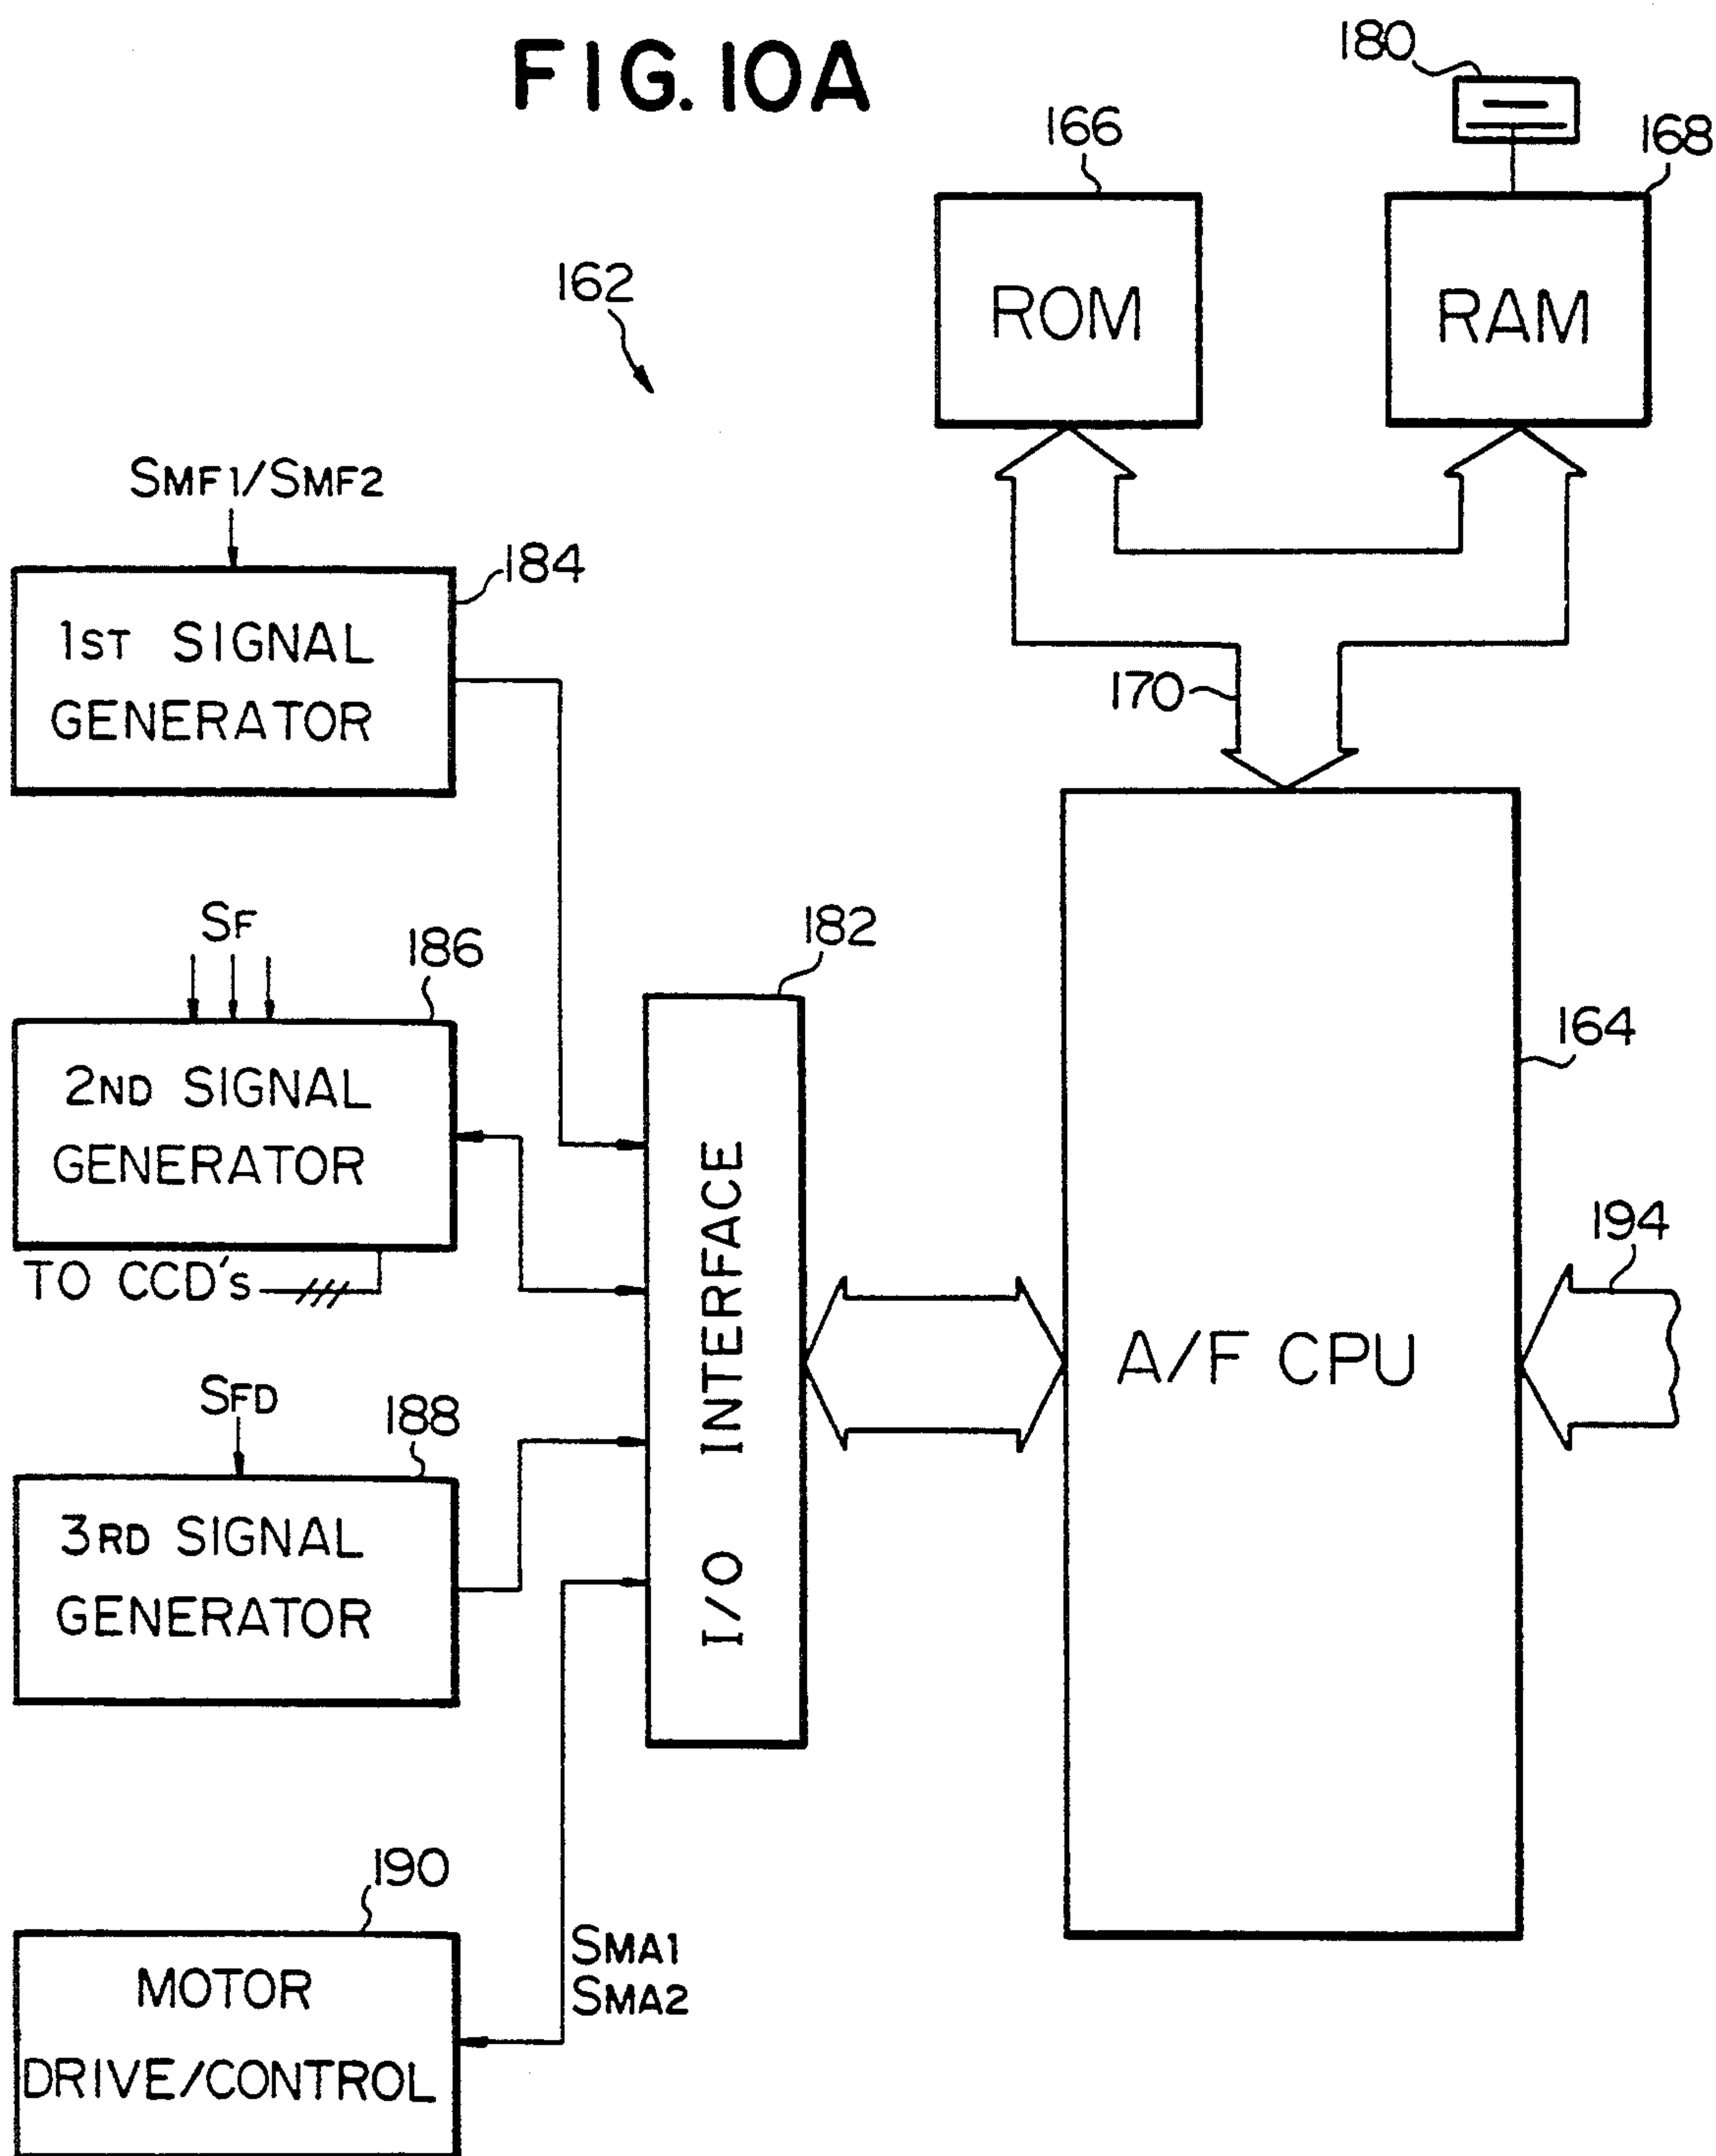 FIG. 10A
180
166
168
162
ROM
RAM
SMF1/SMF2
184
1ST SIGNAL
GENERATOR
170
SF
186
182
2ND SIGNAL
GENERATOR
164
TO CCD's
194
I/O INTERFACE
A/F CPU
SFD
188
3RD SIGNAL
GENERATOR
190
SMA1
SMA2
MOTOR
DRIVE/CONTROL